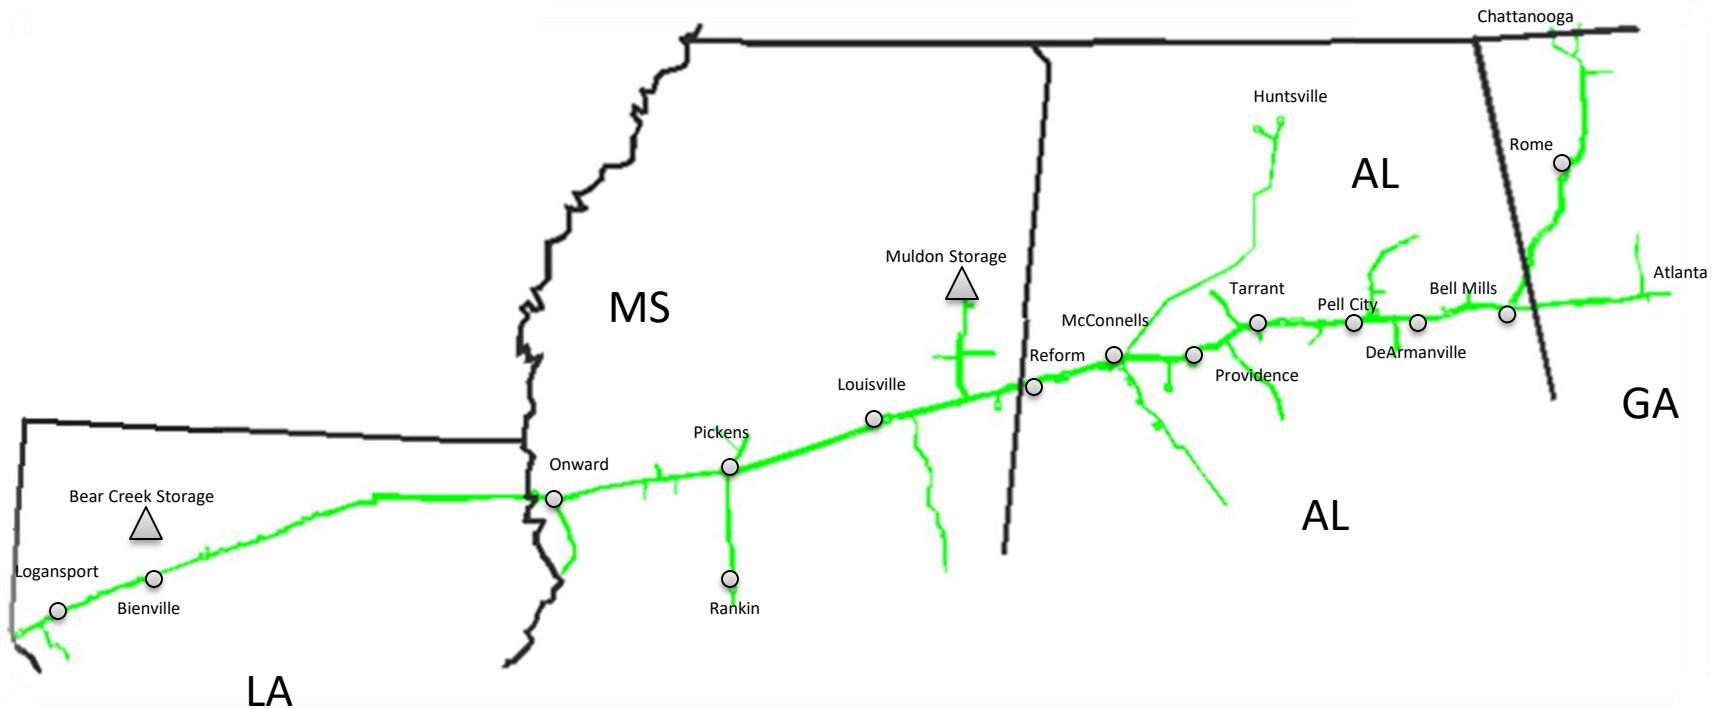 Chattanooga
Huntsville
Rome
AL
Muldon Storage
Atlanta
MS
Tarrant
Bell Mills
Pell City
McConnells
Reform
DeArmanville
Providence
Louisville
GA
Pickens
Onward
Bear Creek Storage
AL
Logansport
Bienville
Rankin
LA